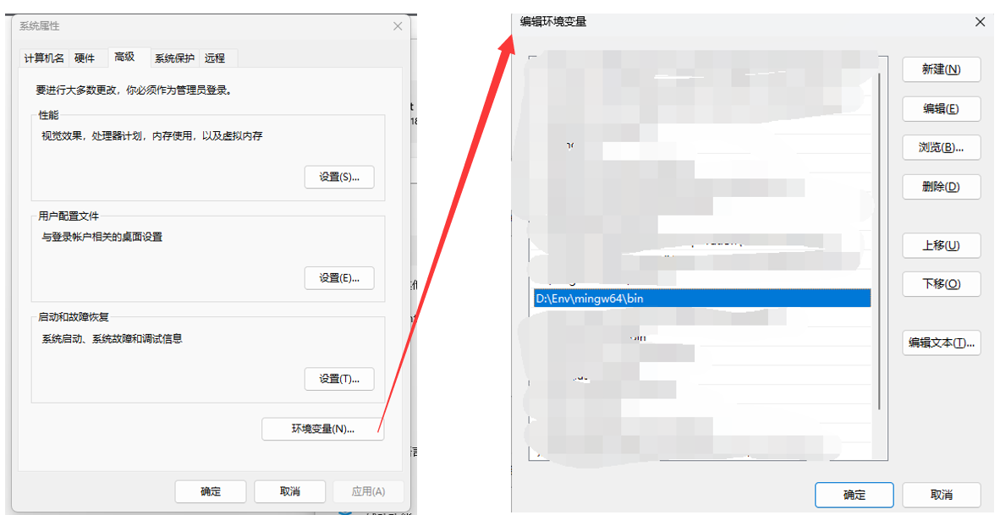 系统属性
计算机名 硬件 高级 系统保护 远程
要进行大多数更改，你必须作为管理员登录。
性能
视觉效果，处理器计划，内存使用，以及虚拟内存
设置(S)...
用户配置文件
与登录帐户相关的桌面设置
设置(E)...
启动和故障恢复
系统启动、系统故障和调试信息
设置(T)...
环境变量(N)...
确定 取消 应用(A)
编辑环境变量
D:\Env\mingw64\bin
新建(N)
编辑(E)
浏览(B)...
删除(D)
上移(U)
下移(O)
编辑文本(T)...
确定 取消